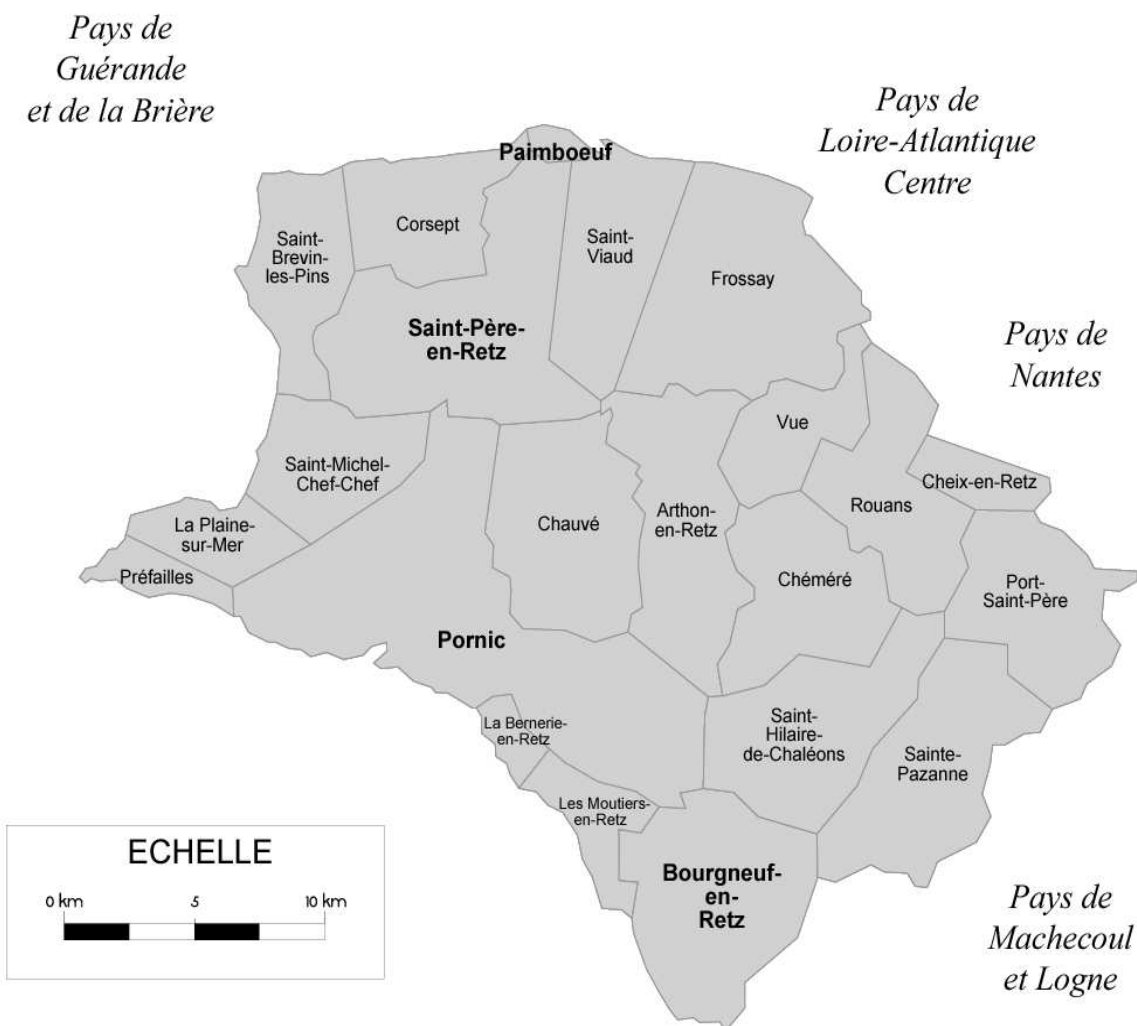 Pays de
Guérande
et de la Brière
Pays de
Loire-Atlantique
Centre
Paimboeuf
Corsept
Saint-
Brevin-
les-Pins
Saint-
Viaud
Frossay
Saint-Père-
en-Retz
Pays de
Nantes
Vue
Saint-Michel-
Chef-Chef
Cheix-en-Retz
Rouans
La Plaine-
sur-Mer
Chauvé
Arthon-
en-Retz
Préfailles
Chéméré
Port-
Saint-Père
Pornic
La Bernerie-
en-Retz
Saint-
Hilaire-
de-Chaléons
Sainte-
Pazanne
Les Moutiers-
en-Retz
Bourgneuf-
en-
Retz
ECHELLE
0 km 5 10 km
Pays de
Machecoul
et Logne